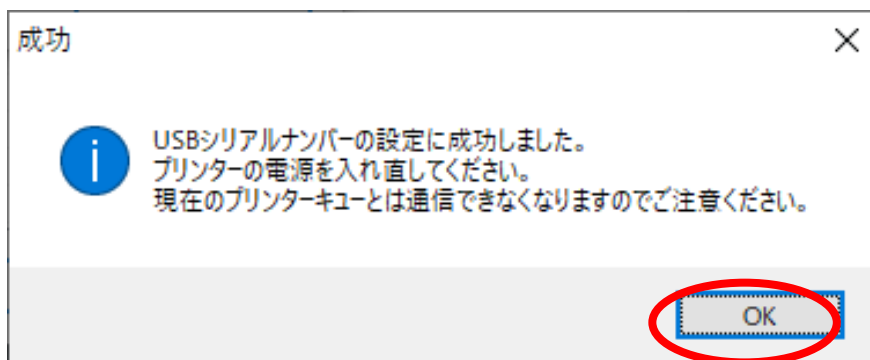 成功
USBシリアルナンバーの設定に成功しました。
プリンターの電源を入れ直してください。
現在のプリンターキューとは通信できなくなりますのでご注意ください。
OK